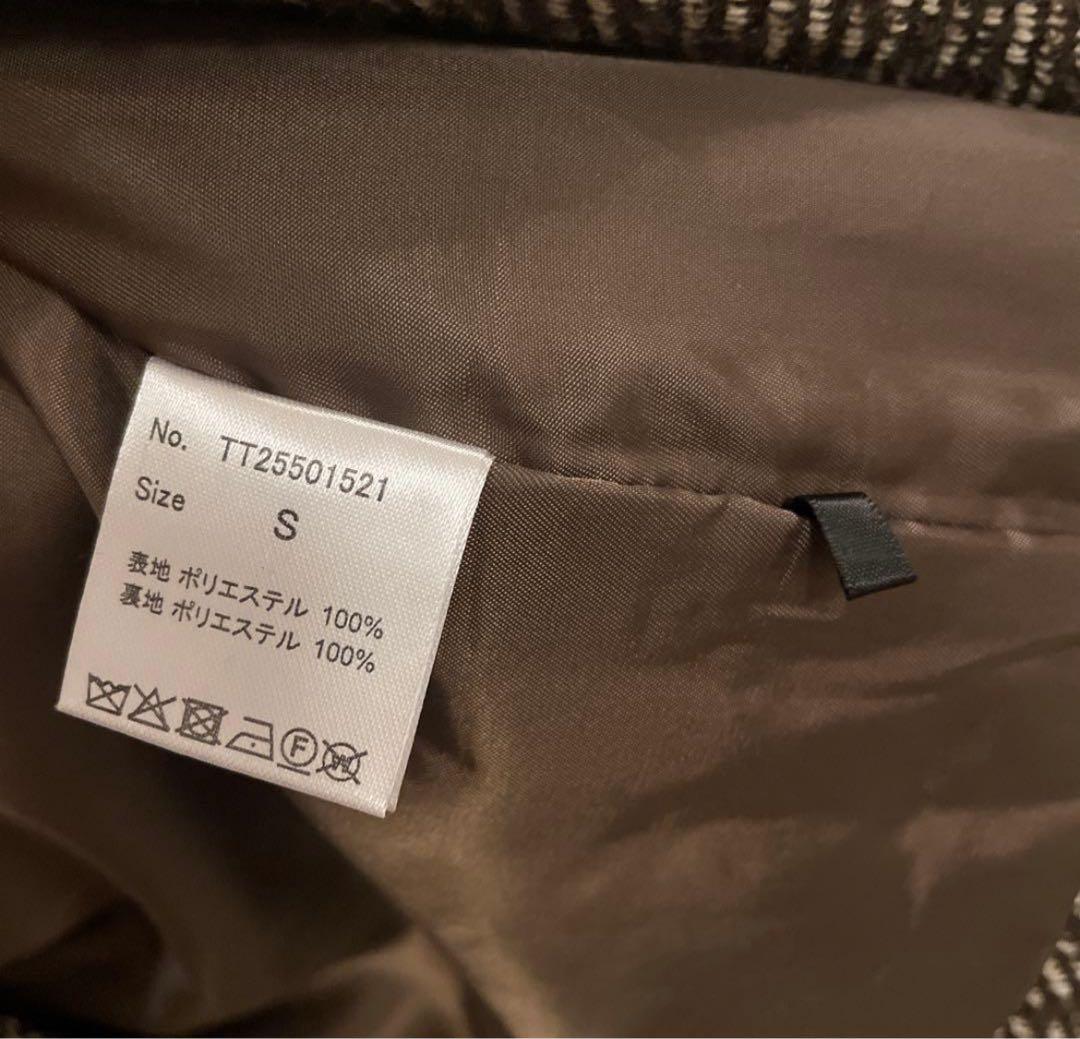 No. TT25501521
Size S
表地 ポリエステル 100%
裏地 ポリエステル 100%
F W